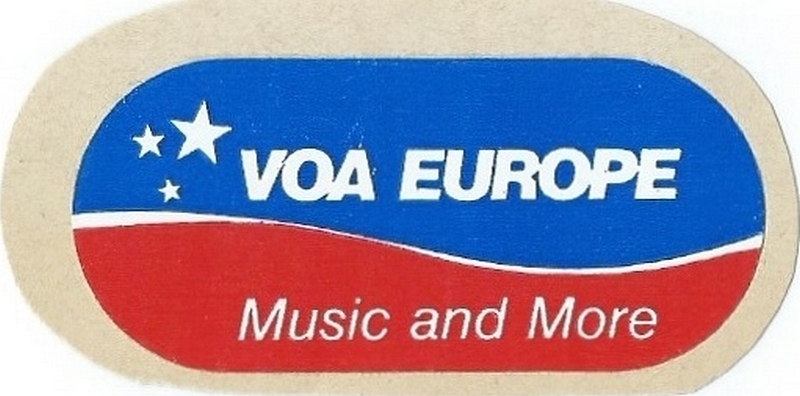 VOA EUROPE
Music and More